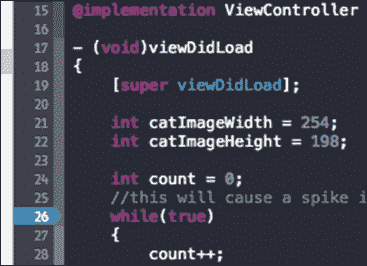 15 @implementation ViewController
16
17 - (void)viewDidLoad
18 {
19 [super viewDidLoad];
20
21 int catImageWidth = 254;
22 int catImageHeight = 198;
23
24 int count = 0;
25 //this will cause a spike i
26 while(true)
27 {
28 count++;